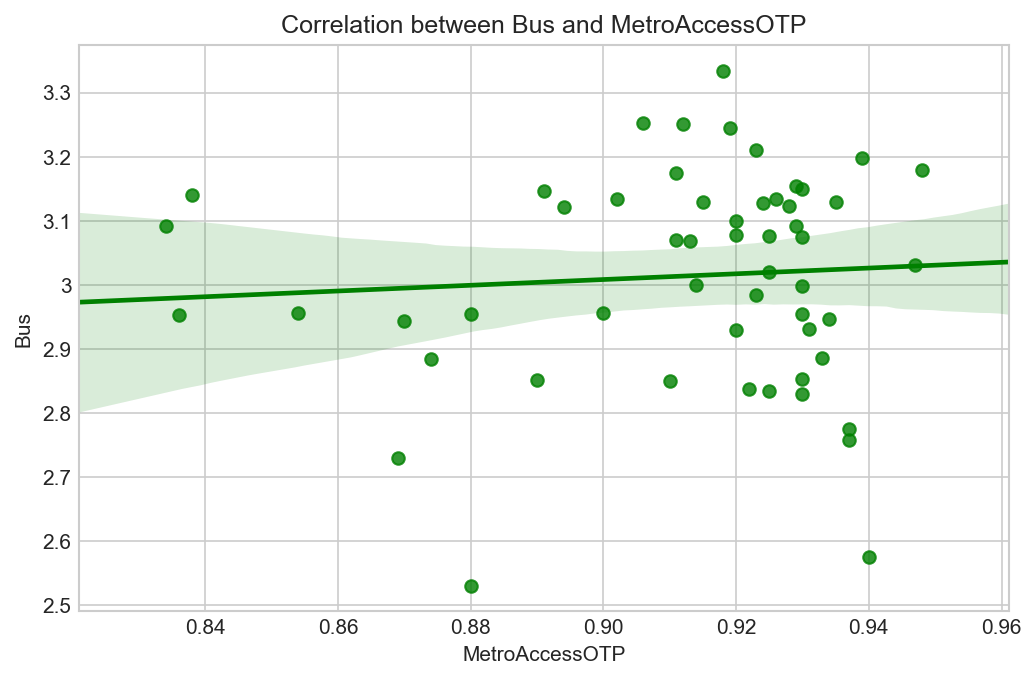 Correlation between Bus and MetroAccessOTP
3.3
3.2
3.1
3
2.9
2.8
2.7
2.6
2.5
Bus
0.84 0.86 0.88 0.90 0.92 0.94 0.96
MetroAccessOTP